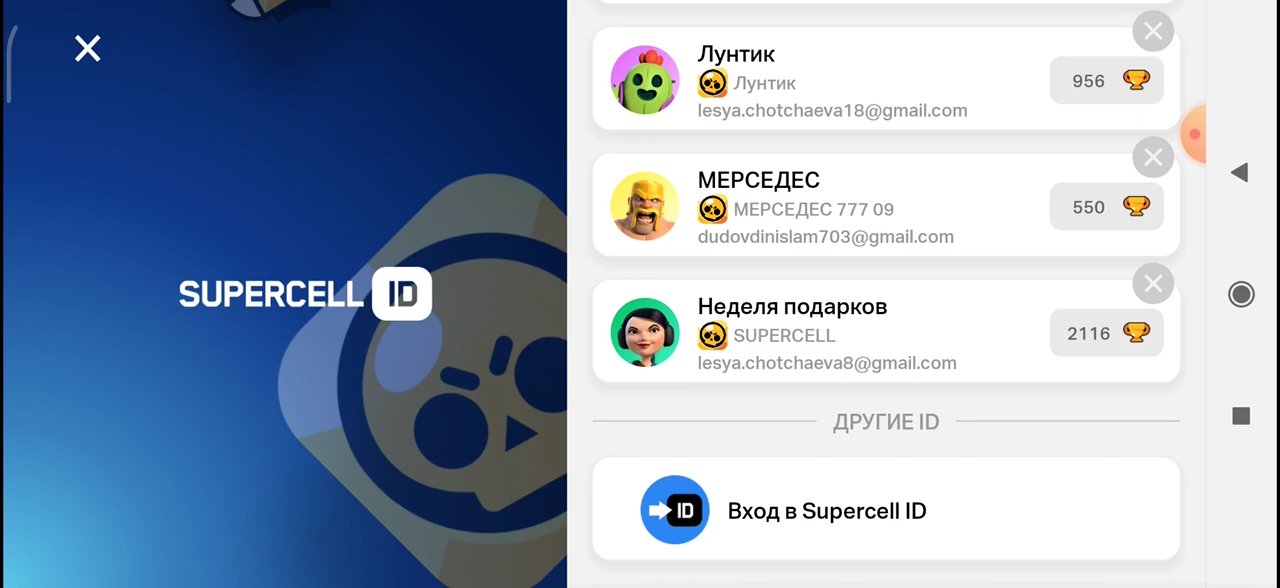 SUPERCELL ID
Лунтик
Лунтик
lesya.chotchaeva18@gmail.com
956
МЕРСЕДЕС
МЕРСЕДЕС 777 09
dudovdinislam703@gmail.com
550
Неделя подарков
SUPERCELL
lesya.chotchaeva8@gmail.com
2116
ДРУГИЕ ID
ID
Вход в Supercell ID